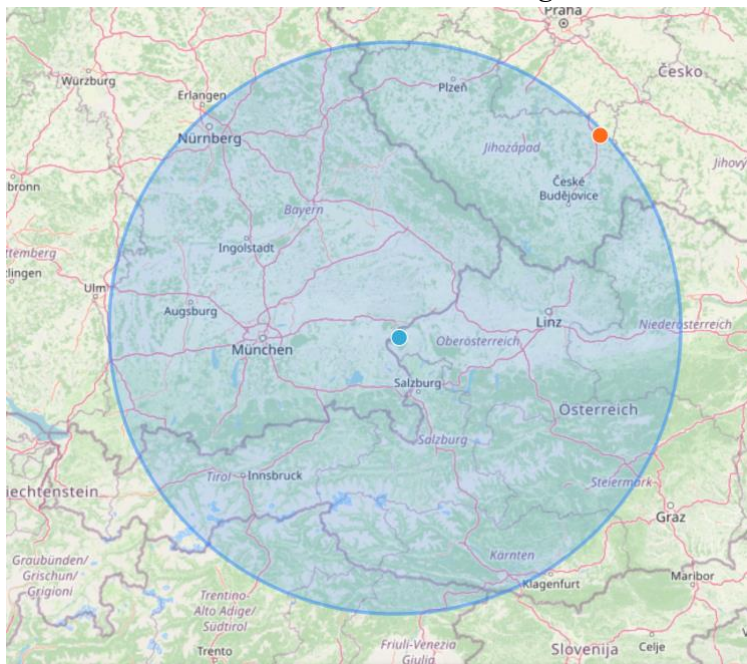 Praha
Česko
Würzburg
Plzeň
Erlangen
Nürnberg
Jihozápad
Jihový
bronn
České
Budějovice
Bayern
Ingolstadt
ttemberg
tlingen
Ulm
Augsburg
Linz
Niederösterreich
Oberösterreich
München
Salzburg
Österreich
Salzburg
Tirol
Innsbruck
Steiermark
iechtenstein
Graz
Kärnten
Graubünden/
Grischun/
Grigioni
Klagenfurt
Maribor
Trentino-
Alto Adige/
Südtirol
Friuli-Venezia
Giulia
Trento
Slovenija
Celje